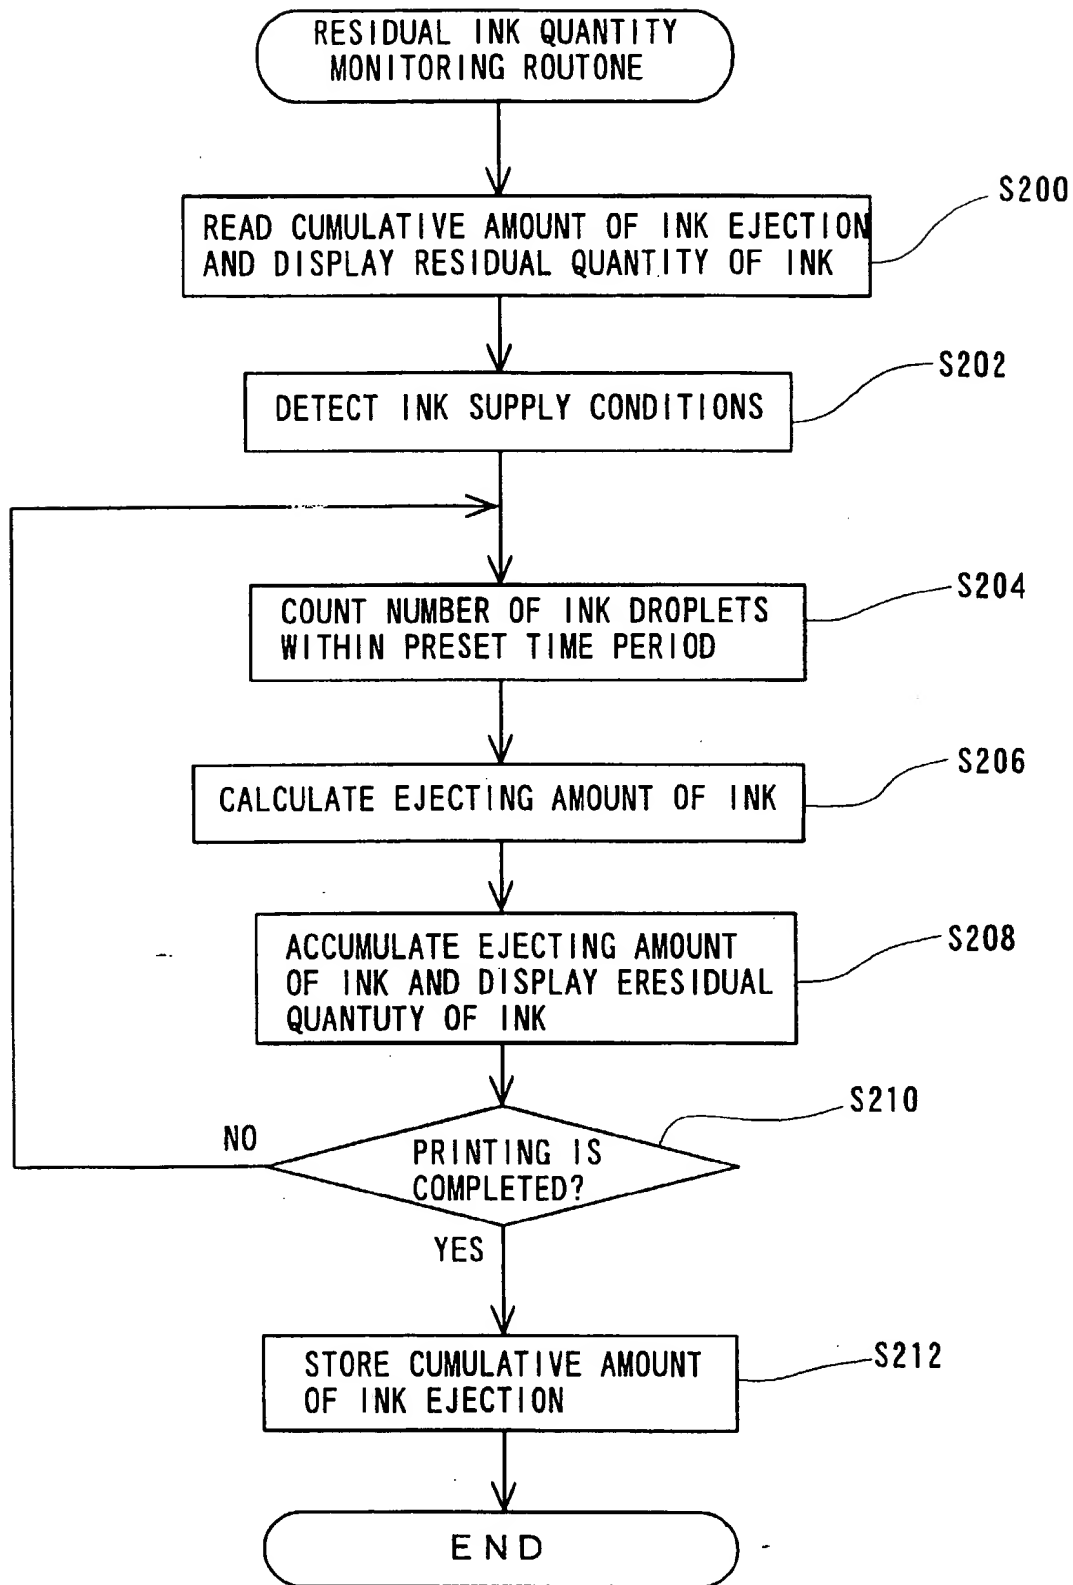 RESIDUAL INK QUANTITY
MONITORING ROUTONE
S200
READ CUMULATIVE AMOUNT OF INK EJECTION
AND DISPLAY RESIDUAL QUANTITY OF INK
S202
DETECT INK SUPPLY CONDITIONS
S204
COUNT NUMBER OF INK DROPLETS
WITHIN PRESET TIME PERIOD
S206
CALCULATE EJECTING AMOUNT OF INK
S208
ACCUMULATE EJECTING AMOUNT
OF INK AND DISPLAY ERESIDUAL
QUANTUTY OF INK
S210
NO
PRINTING IS
COMPLETED?
YES
S212
STORE CUMULATIVE AMOUNT
OF INK EJECTION
END